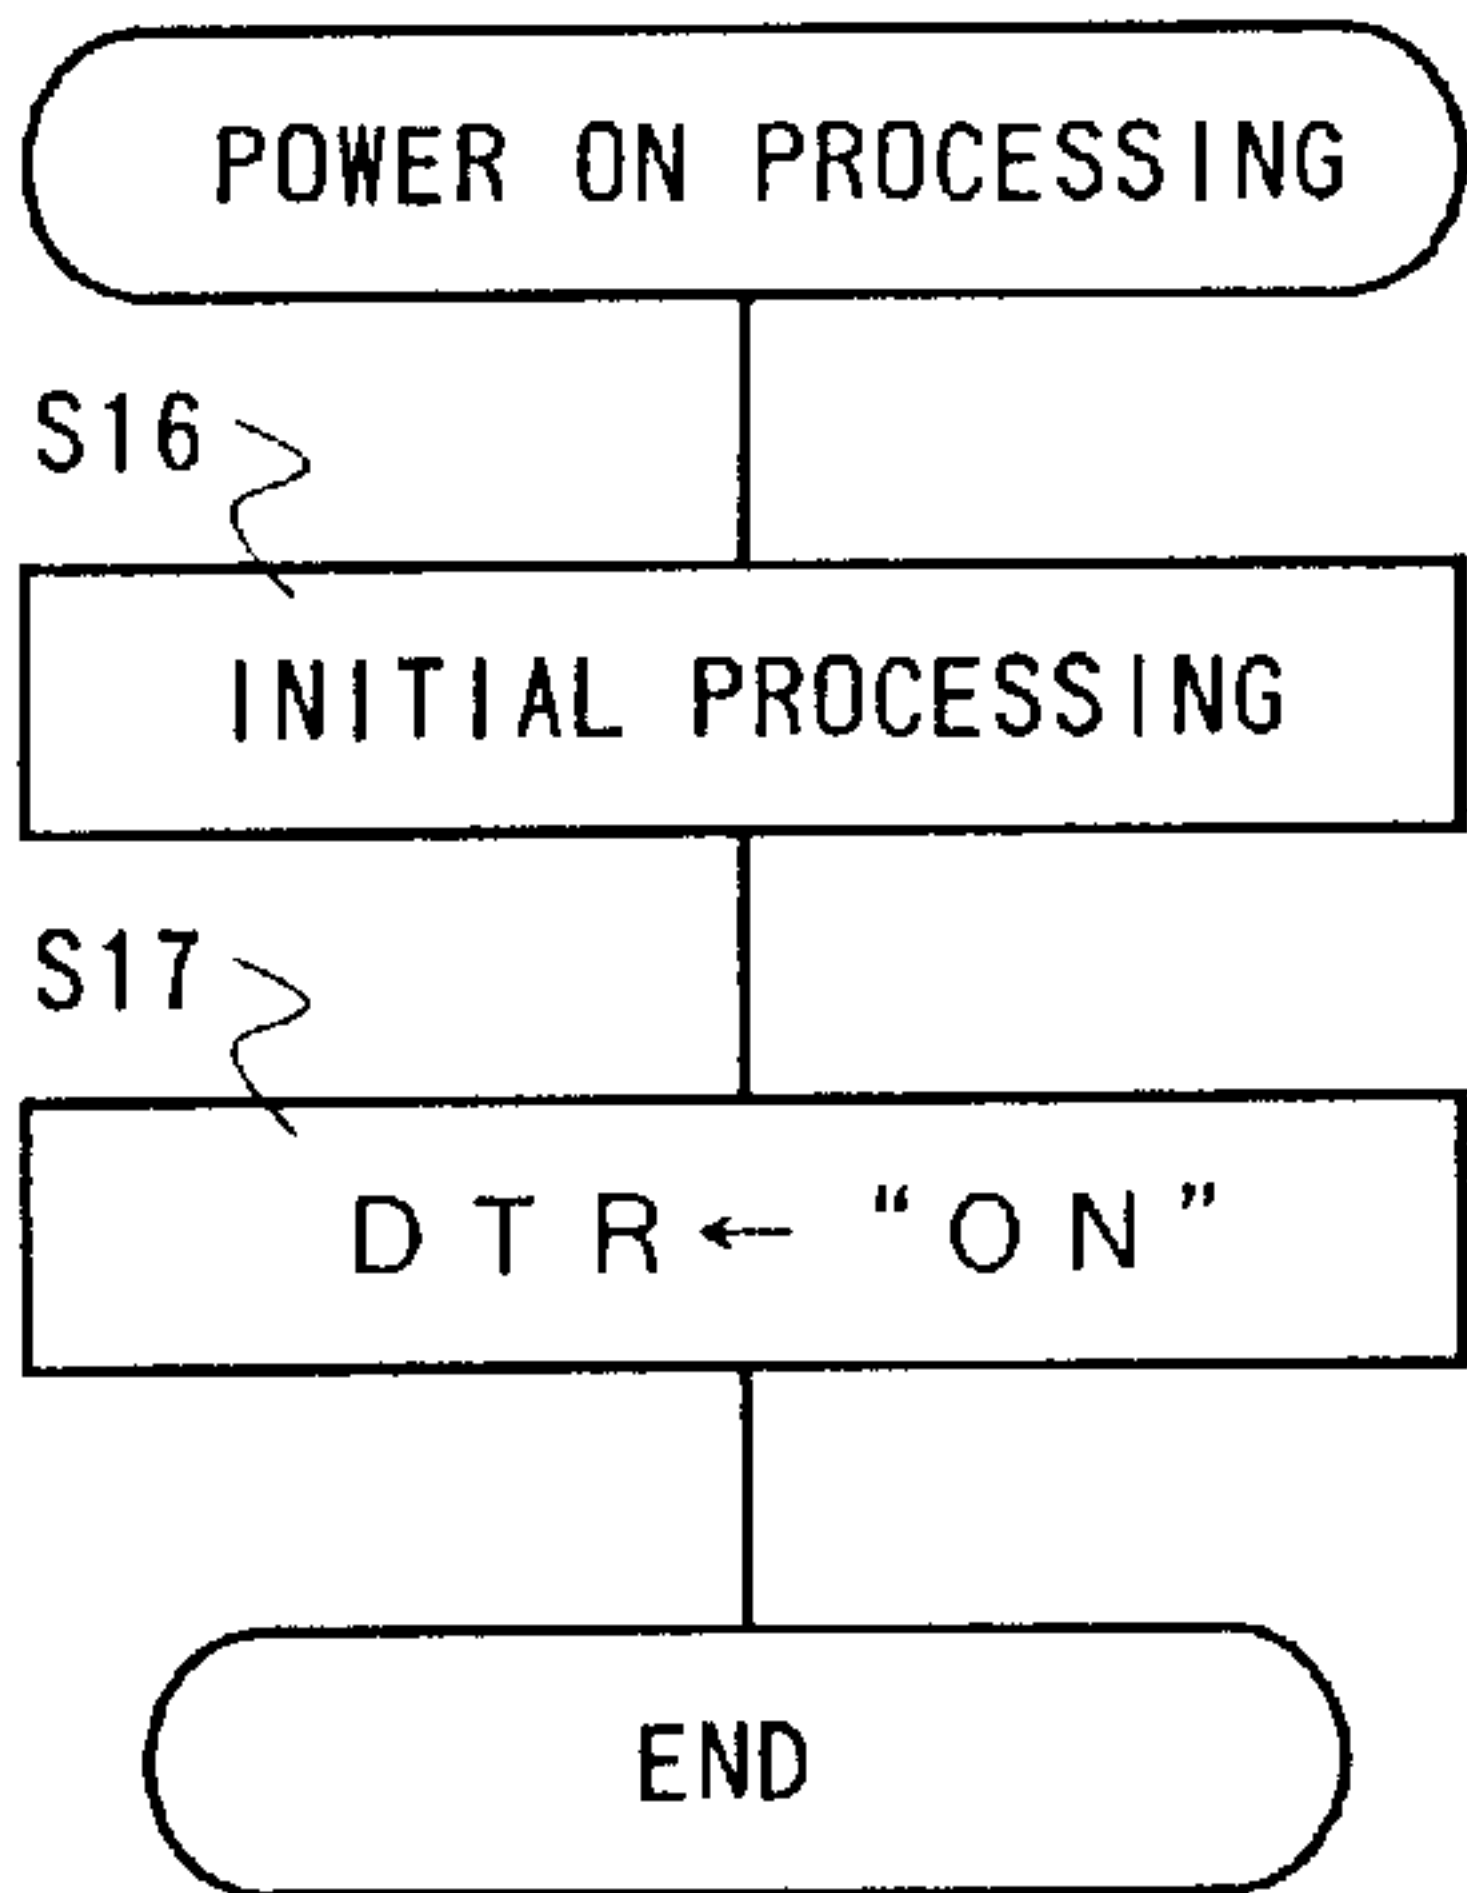 POWER ON PROCESSING
S16
INITIAL PROCESSING
S17
DTR← “ON”
END